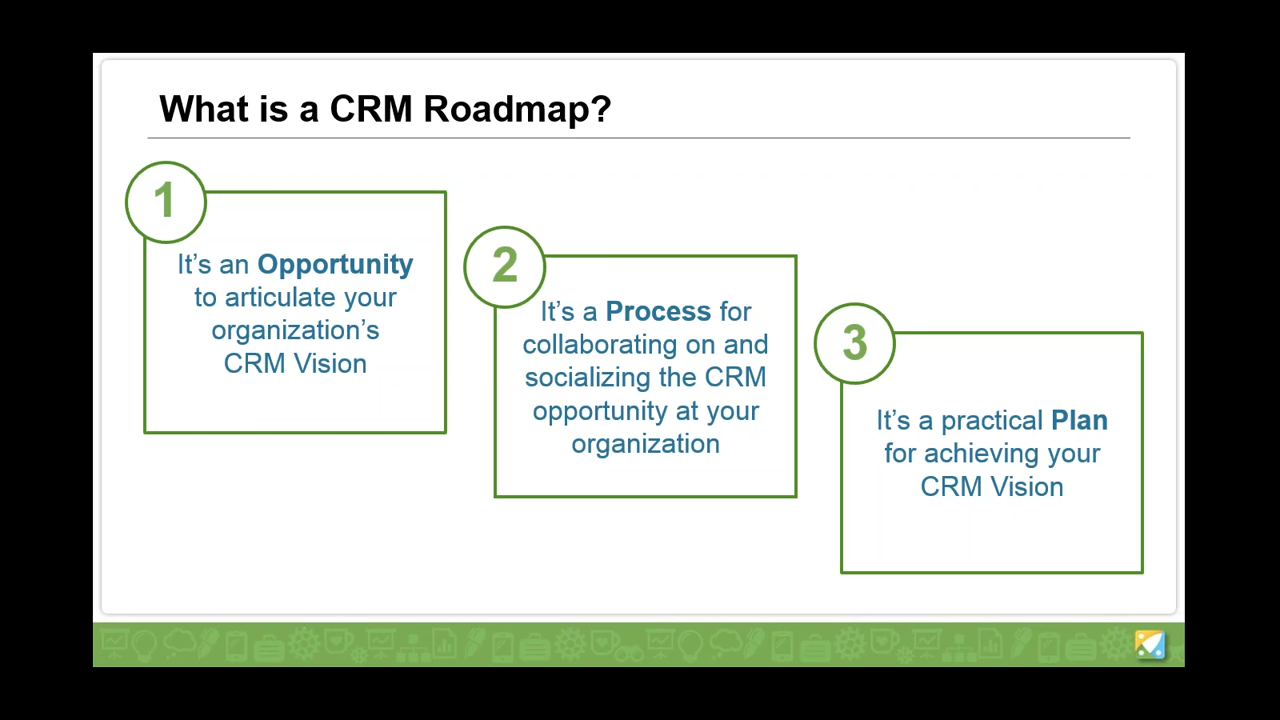 What is a CRM Roadmap?
1
It’s an Opportunity
to articulate your
organization’s
CRM Vision
2
It’s a Process for
collaborating on and
socializing the CRM
opportunity at your
organization
3
It’s a practical Plan
for achieving your
CRM Vision